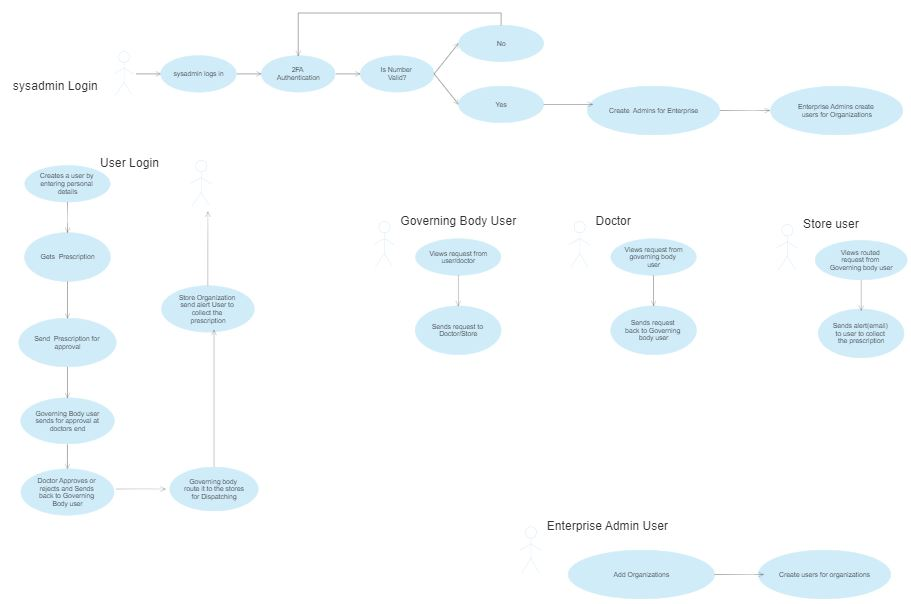 sysadmin Login
sysadmin logs in
2FA
Authentication
Is Number
Valid?
No
Yes
Create Admins for Enterprise
Enterprise Admins create
users for Organizations
User Login
Creates a user by
entering personal
details
Gets Prescription
Send Prescription for
approval
Governing Body user
sends for approval at
doctors end
Doctor Approves or
rejects and Sends
back to Governing
Body user
Governing body
route it to the stores
for Dispatching
Store Organization
send alert User to
collect the
prescription
Governing Body User
Views request from
user/doctor
Sends request to
Doctor/Store
Doctor
Views request from
governing body
user
Sends request
back to Governing
body user
Store user
Views routed
request from
Governing body user
Sends alert(email)
to user to collect
the prescription
Enterprise Admin User
Add Organizations
Create users for organizations